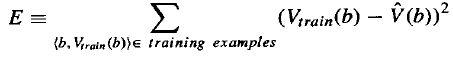 E ≡ ∑ (V_train(b) − V̂(b))²
⟨b, V_train(b)⟩ ∈ training examples